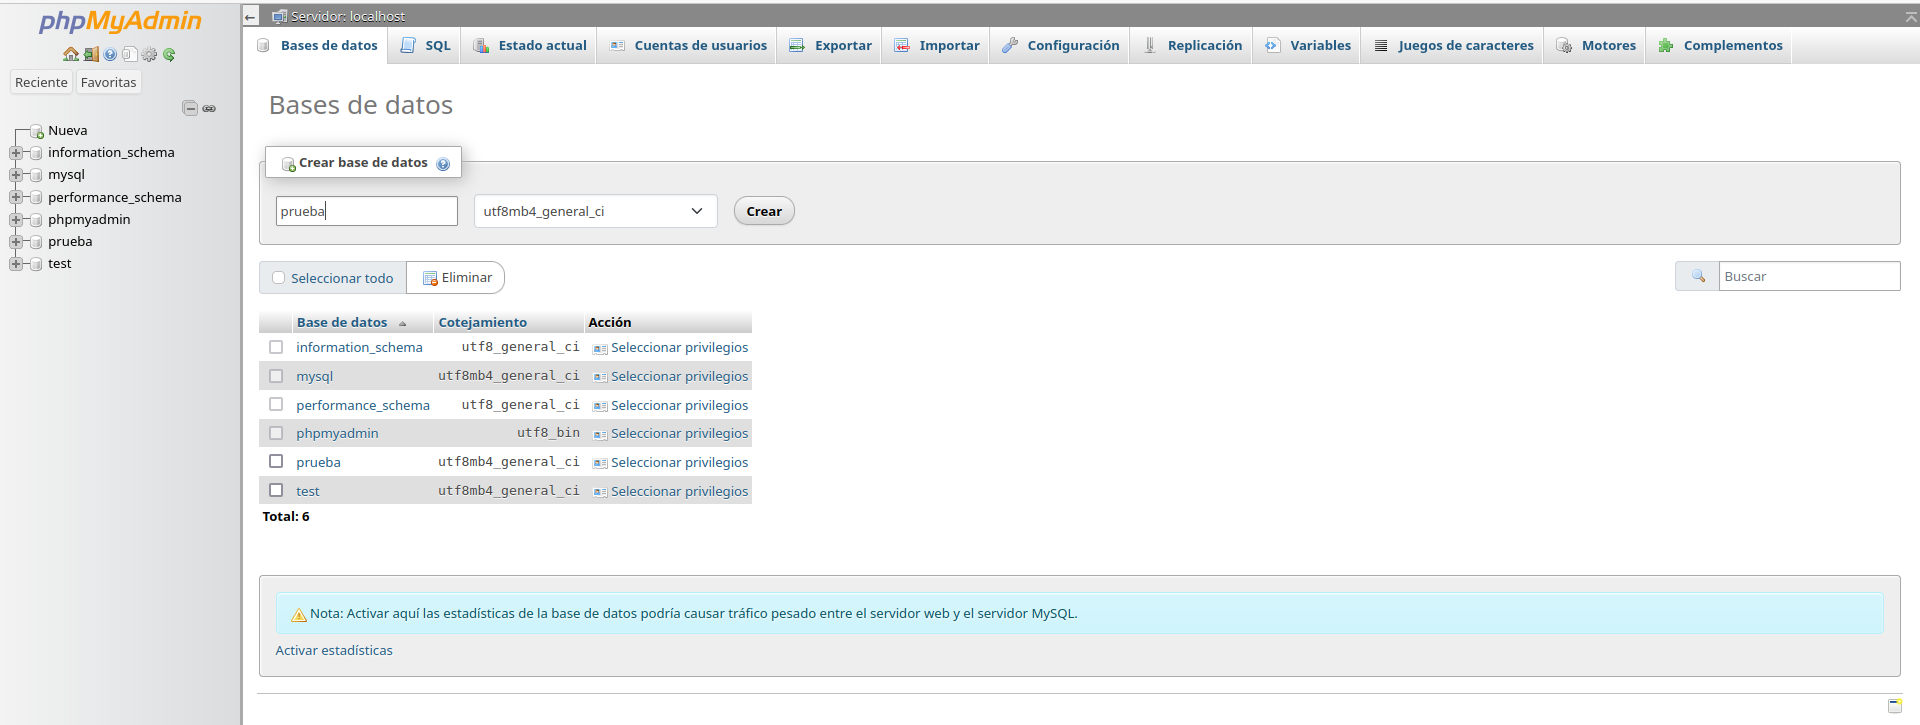 phpMyAdmin
Reciente Favoritas
Nueva
information_schema
mysql
performance_schema
phpmyadmin
prueba
test
Servidor: localhost
Bases de datos SQL Estado actual Cuentas de usuarios Exportar Importar Configuración Replicación Variables Juegos de caracteres Motores Complementos
Bases de datos
Crear base de datos
prueba utf8mb4_general_ci Crear
Seleccionar todo Eliminar Buscar
Base de datos Cotejamiento Acción
information_schema utf8_general_ci Seleccionar privilegios
mysql utf8mb4_general_ci Seleccionar privilegios
performance_schema utf8_general_ci Seleccionar privilegios
phpmyadmin utf8_bin Seleccionar privilegios
prueba utf8mb4_general_ci Seleccionar privilegios
test utf8mb4_general_ci Seleccionar privilegios
Total: 6
Nota: Activar aquí las estadísticas de la base de datos podría causar tráfico pesado entre el servidor web y el servidor MySQL.
Activar estadísticas